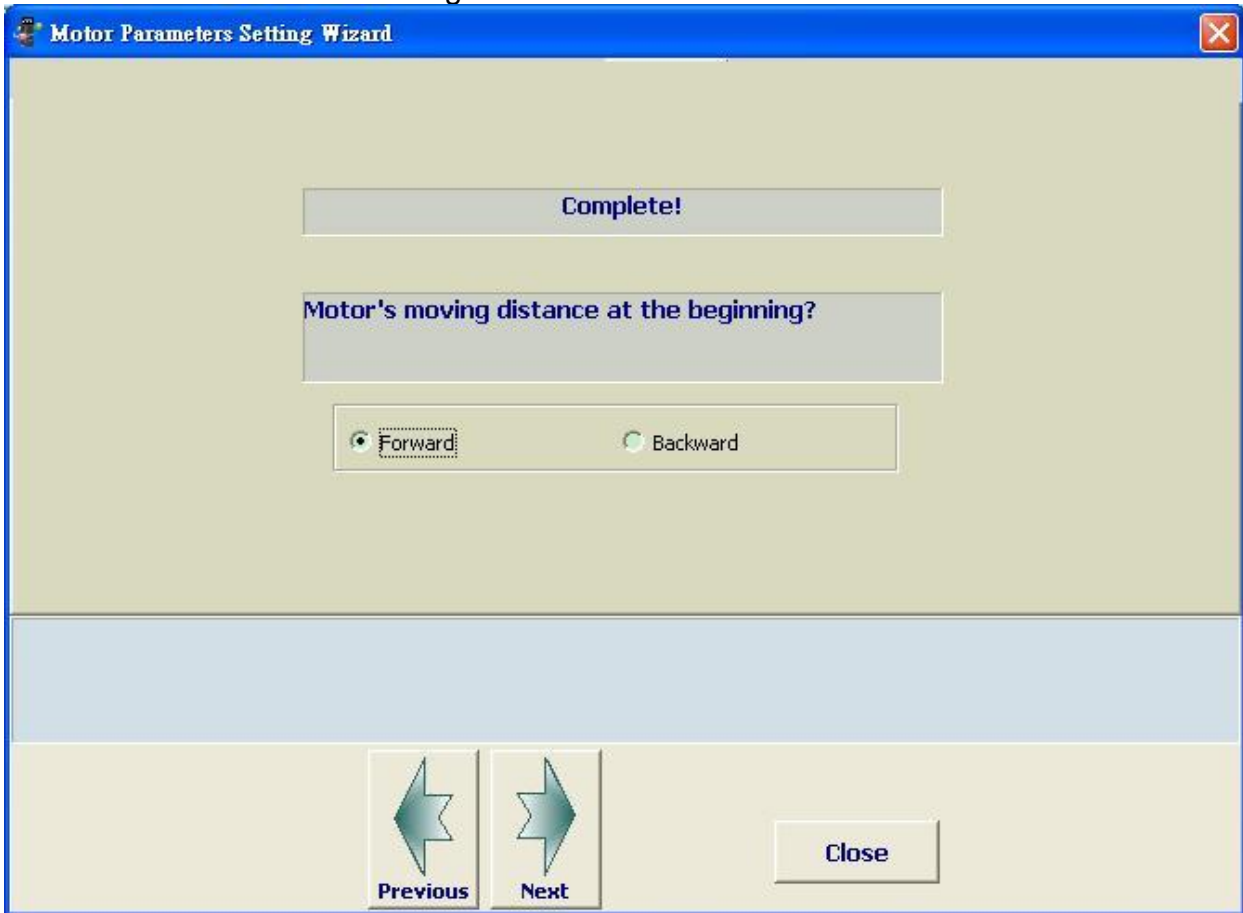 Motor Parameters Setting Wizard
Complete!
Motor's moving distance at the beginning?
Forward Backward
Previous Next Close